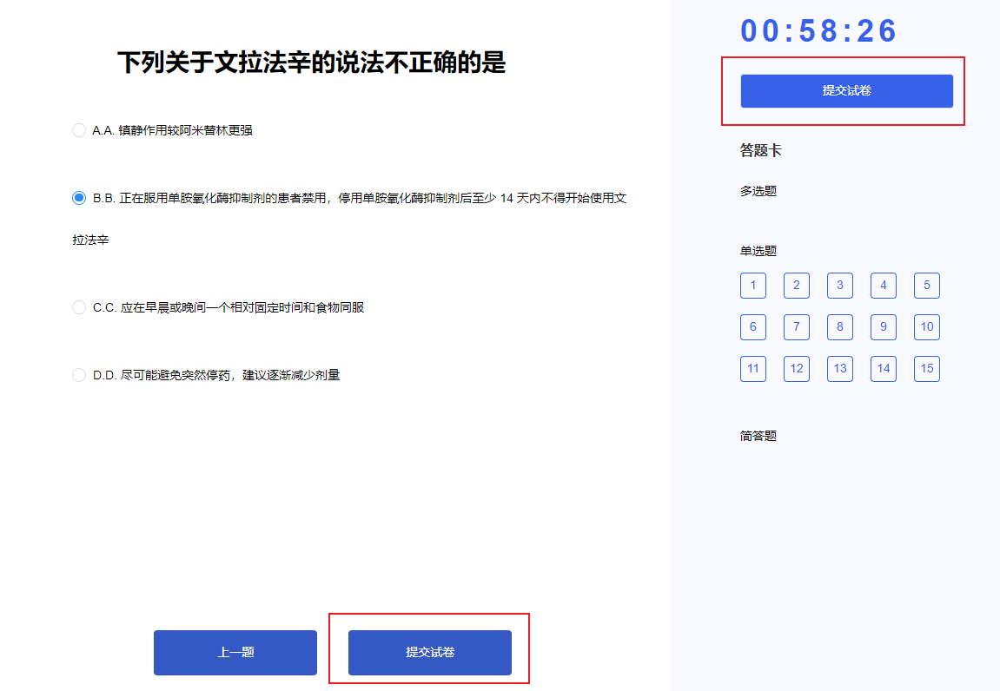 下列关于文拉法辛的说法不正确的是
A.A. 镇静作用较阿米替林更强
B.B. 正在服用单胺氧化酶抑制剂的患者禁用，停用单胺氧化酶抑制剂后至少 14 天内不得开始使用文
拉法辛
C.C. 应在早晨或晚间一个相对固定时间和食物同服
D.D. 尽可能避免突然停药，建议逐渐减少剂量
上一题
提交试卷
00:58:26
提交试卷
答题卡
多选题
单选题
1 2 3 4 5
6 7 8 9 10
11 12 13 14 15
简答题